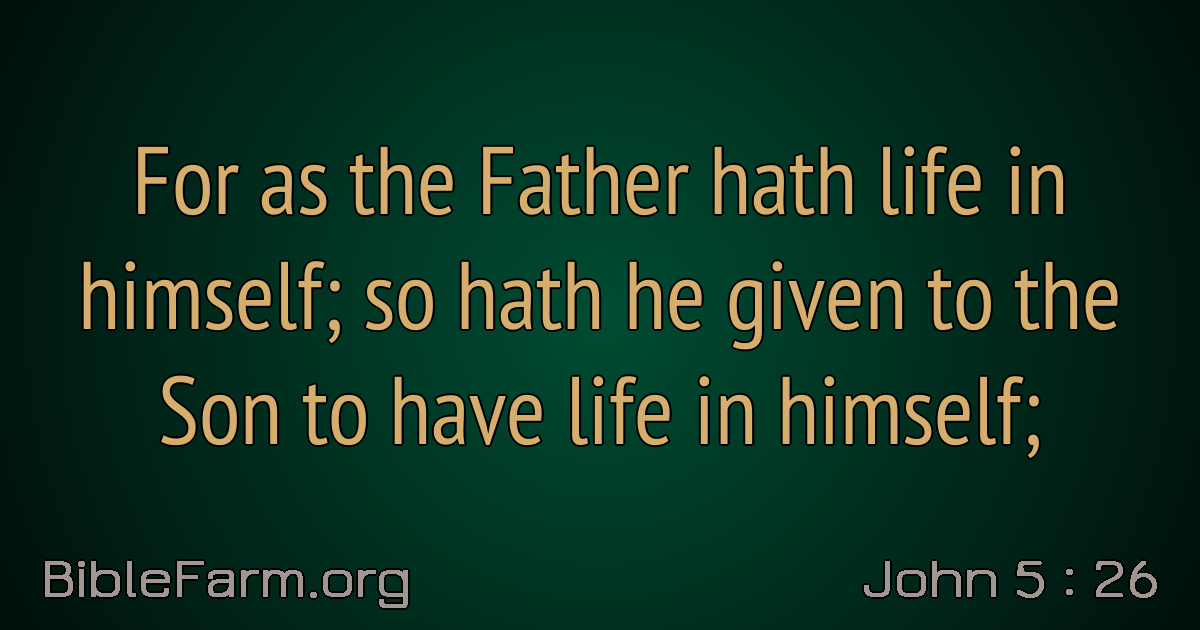 For as the Father hath life in
himself; so hath he given to the
Son to have life in himself;
BibleFarm.org
John 5 : 26